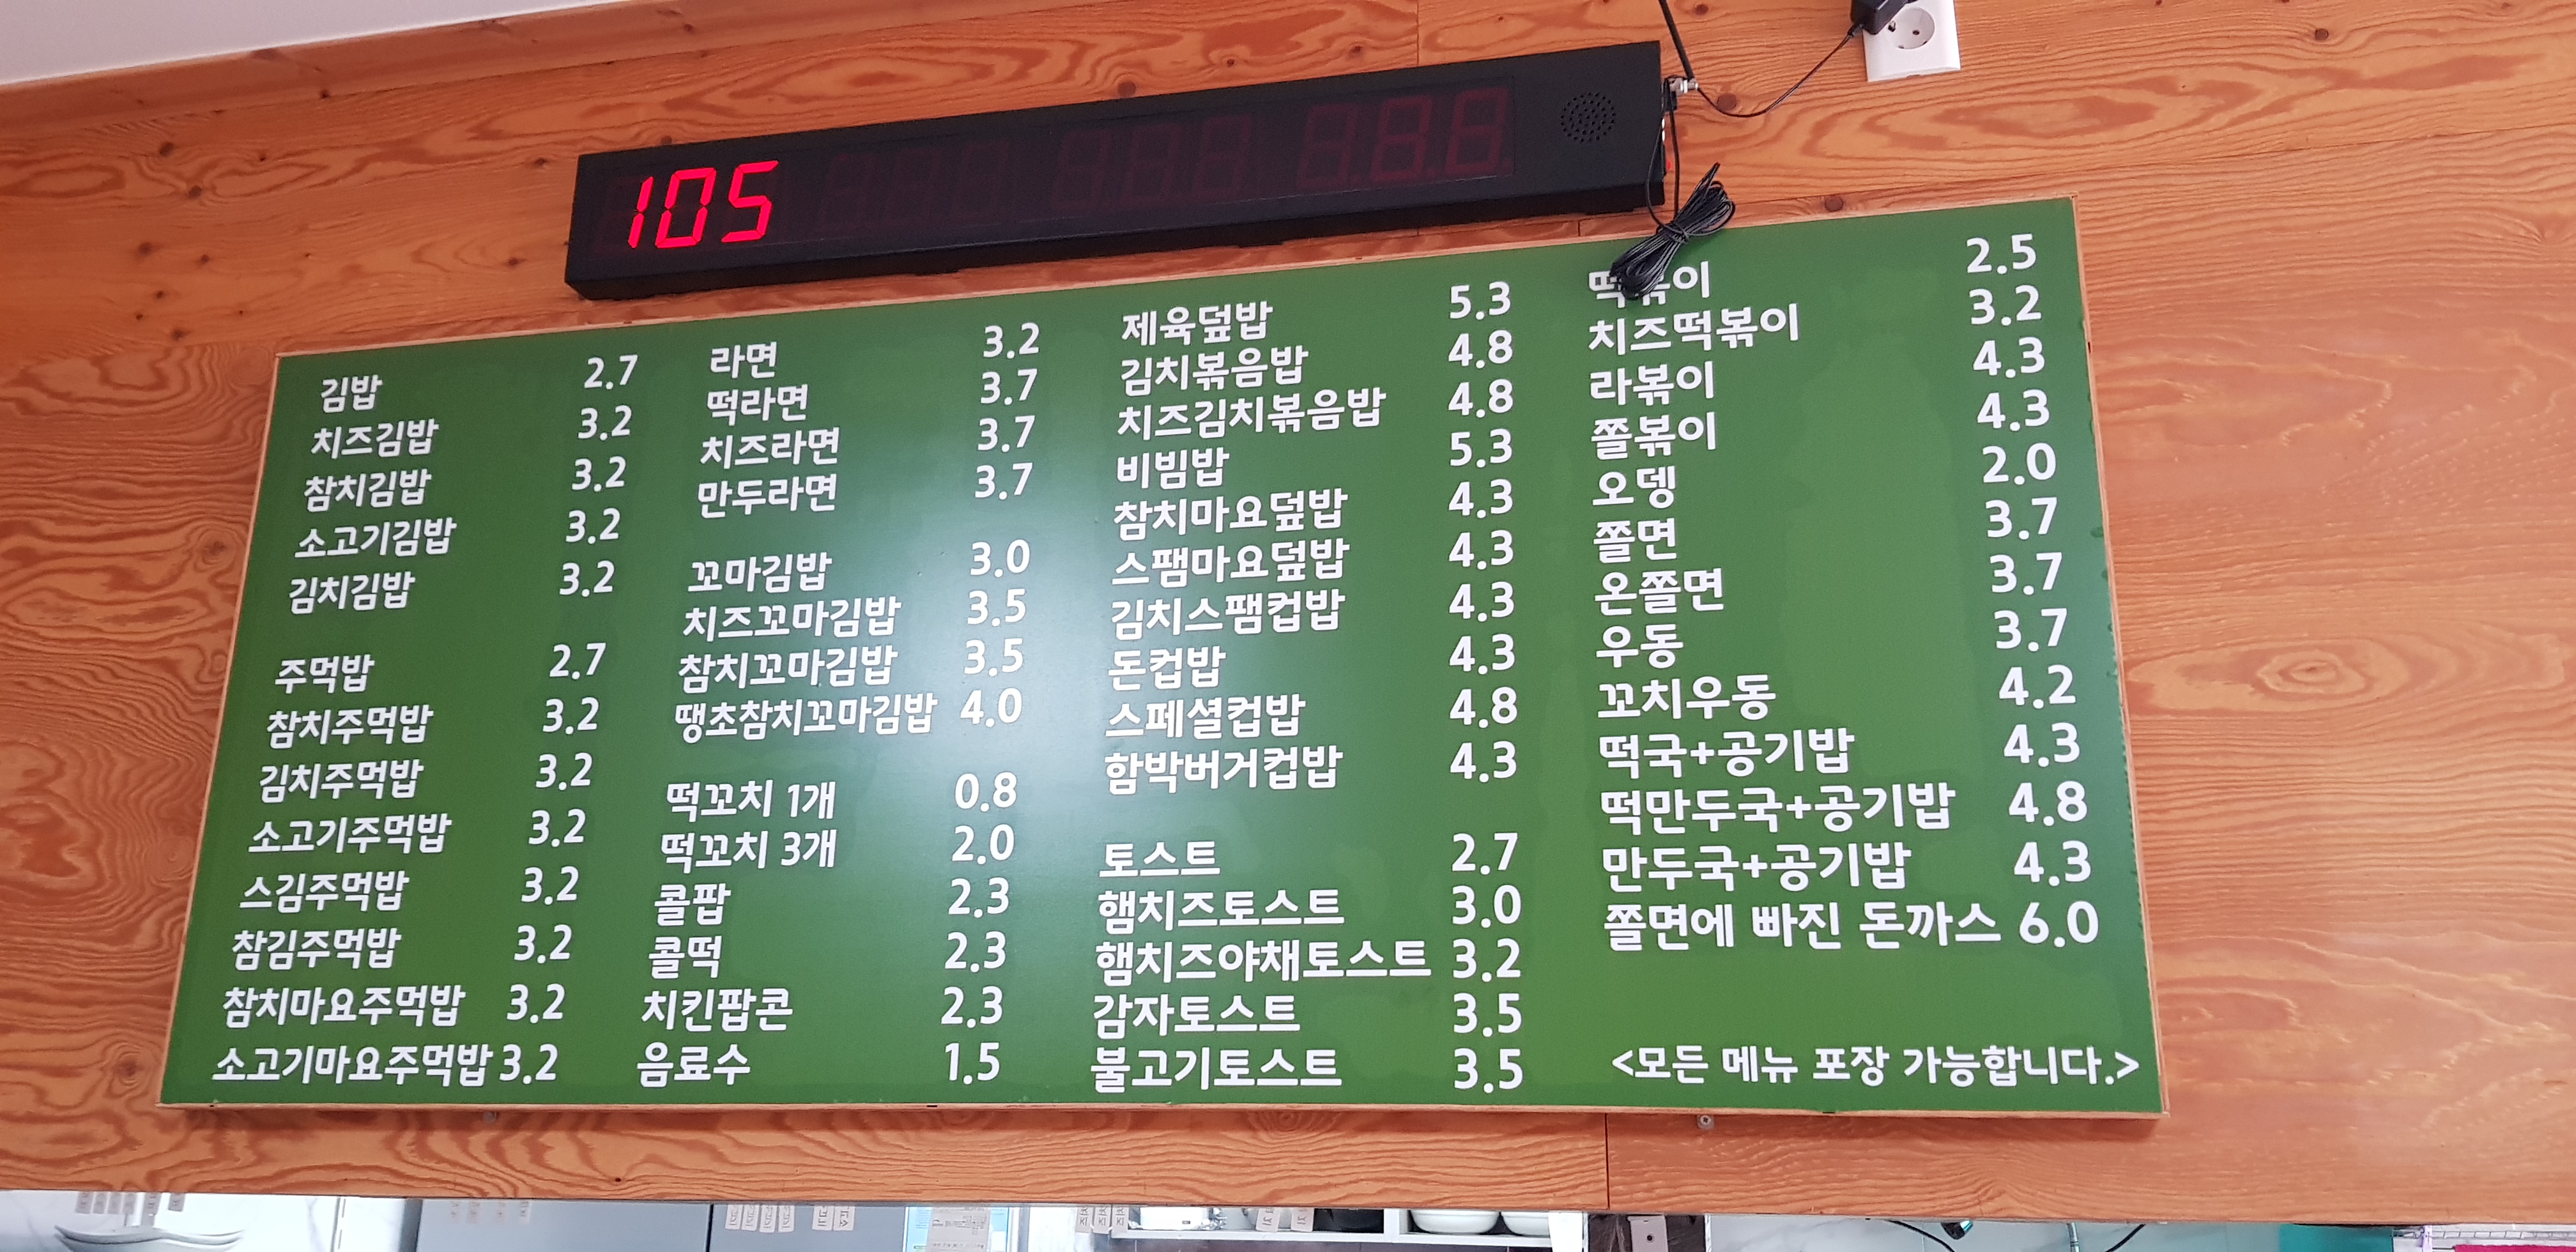 105
김밥 2.7
치즈김밥 3.2
참치김밥 3.2
소고기김밥 3.2
김치김밥 3.2
주먹밥 2.7
참치주먹밥 3.2
김치주먹밥 3.2
소고기주먹밥 3.2
스김주먹밥 3.2
참김주먹밥 3.2
참치마요주먹밥 3.2
소고기마요주먹밥 3.2
라면 3.2
떡라면 3.7
치즈라면 3.7
만두라면 3.7
꼬마김밥 3.0
치즈꼬마김밥 3.5
참치꼬마김밥 3.5
땡초참치꼬마김밥 4.0
떡꼬치 1개 0.8
떡꼬치 3개 2.0
콜팝 2.3
콜떡 2.3
치킨팝콘 2.3
음료수 1.5
제육덮밥 5.3
김치볶음밥 4.8
치즈김치볶음밥 4.8
비빔밥 5.3
참치마요덮밥 4.3
스팸마요덮밥 4.3
김치스팸컵밥 4.3
돈컵밥 4.3
스페셜컵밥 4.8
함박버거컵밥 4.3
토스트 2.7
햄치즈토스트 3.0
햄치즈야채토스트 3.2
감자토스트 3.5
불고기토스트 3.5
떡볶이 2.5
치즈떡볶이 3.2
라볶이 4.3
쫄볶이 4.3
오뎅 2.0
쫄면 3.7
온쫄면 3.7
우동 3.7
꼬치우동 4.2
떡국+공기밥 4.3
떡만두국+공기밥 4.8
만두국+공기밥 4.3
쫄면에 빠진 돈까스 6.0
<모든 메뉴 포장 가능합니다.>